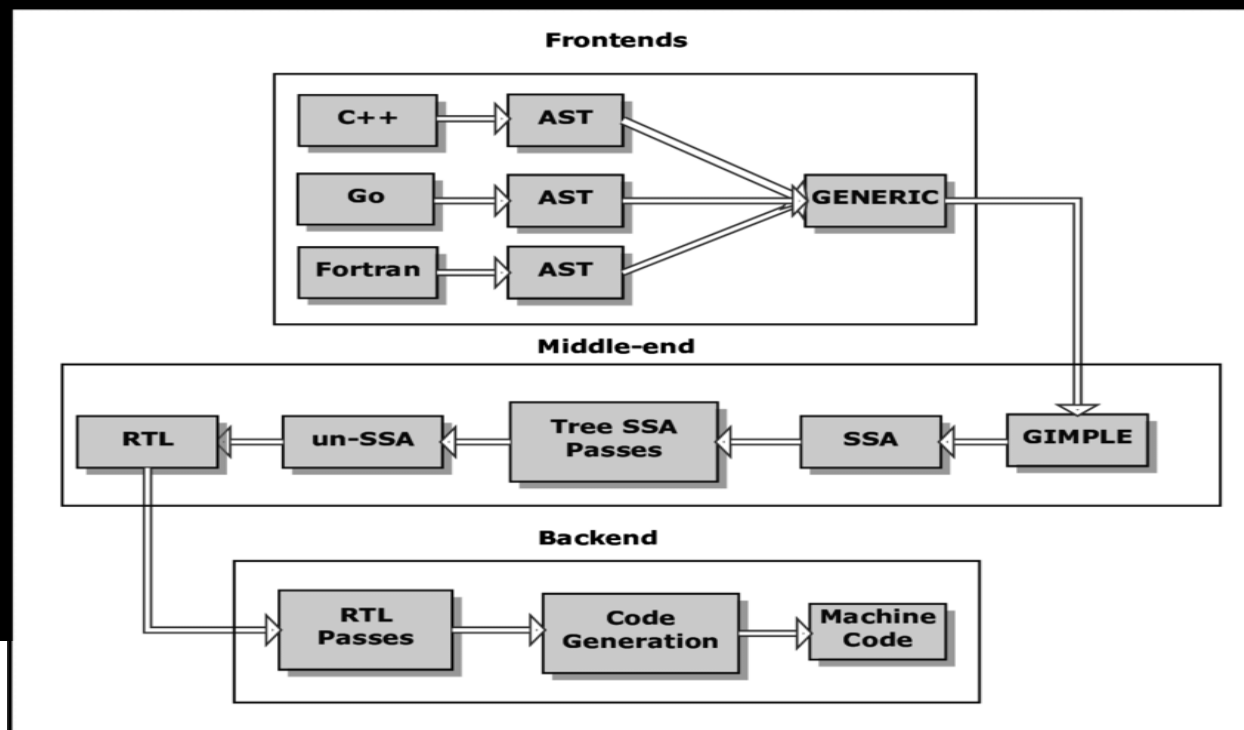 Frontends
C++
AST
Go
AST
GENERIC
Fortran
AST
Middle-end
RTL
un-SSA
Tree SSA
Passes
SSA
GIMPLE
Backend
RTL
Passes
Code
Generation
Machine
Code